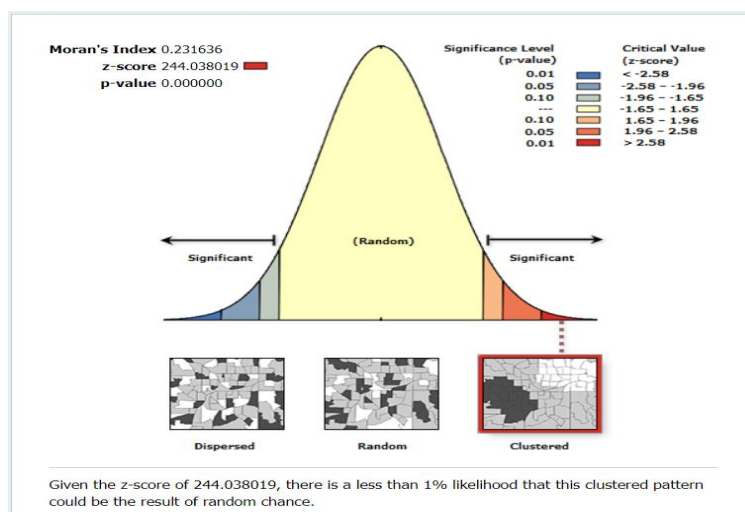 Moran's Index 0.231636
z-score 244.038019
p-value 0.000000
Significance Level
(p-value)
Critical Value
(z-score)
0.01 < -2.58
0.05 -2.58 – -1.96
0.10 -1.96 – -1.65
--- -1.65 – 1.65
0.10 1.65 – 1.96
0.05 1.96 – 2.58
0.01 > 2.58
(Random)
Significant
Significant
Dispersed
Random
Clustered
Given the z-score of 244.038019, there is a less than 1% likelihood that this clustered pattern
could be the result of random chance.